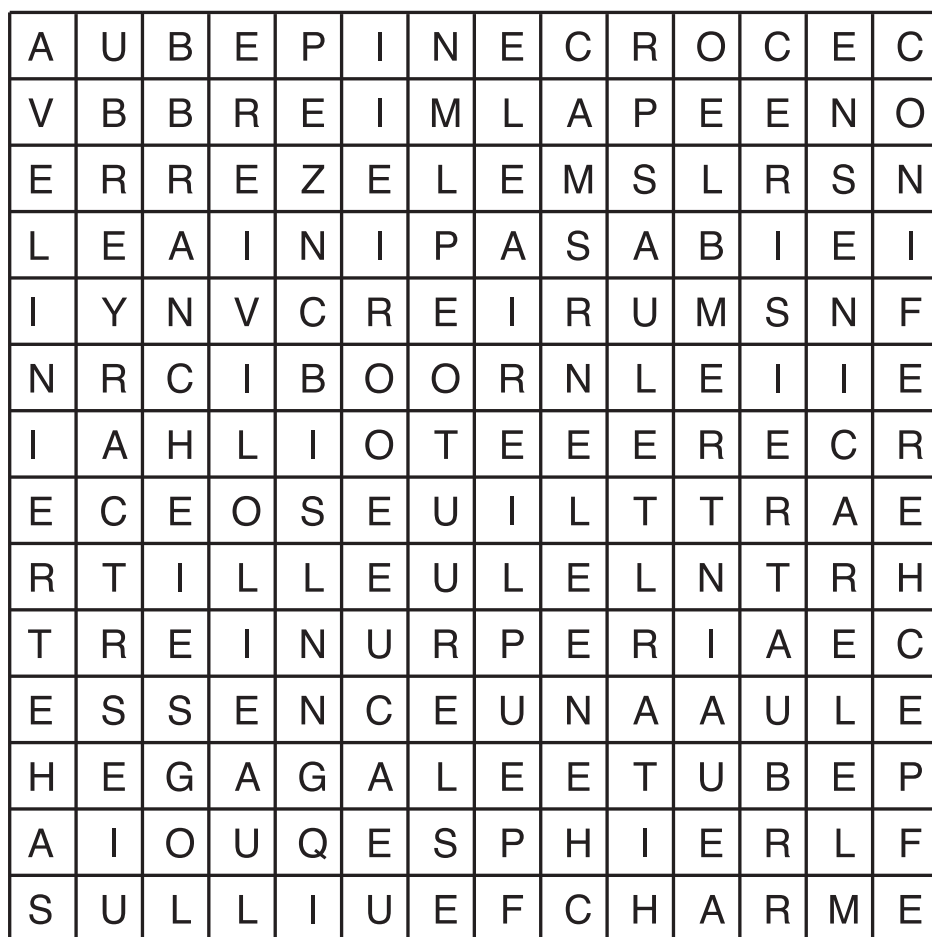 A U B E P I N E C R O C E C
V B B R E I M L A P E E N O
E R R E Z E L E M S L R S N
L E A I N I P A S A B I E I
I Y N V C R E I R U M S N F
N R C I B O O R N L E I I E
I A H L I O T E E E R E C R
E C E O S E U I L T T R A E
R T I L L E U L E L N T R H
T R E I N U R P E R I A E C
E S S E N C E U N A A U L E
H E G A G A L E E T U B E P
A I O U Q E S P H I E R L F
S U L L I U E F C H A R M E